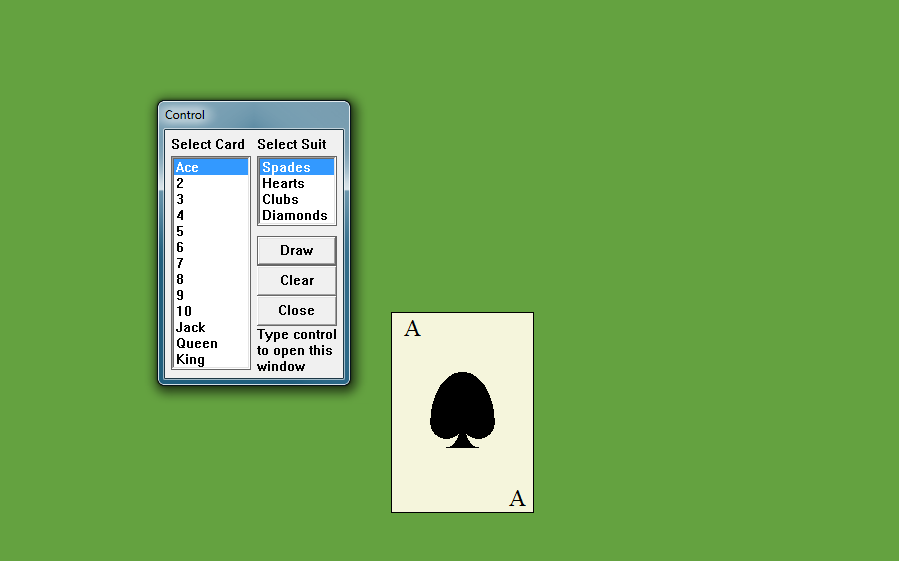 Control
Select Card
Ace
2
3
4
5
6
7
8
9
10
Jack
Queen
King
Select Suit
Spades
Hearts
Clubs
Diamonds
Draw
Clear
Close
Type control
to open this
window
A
A